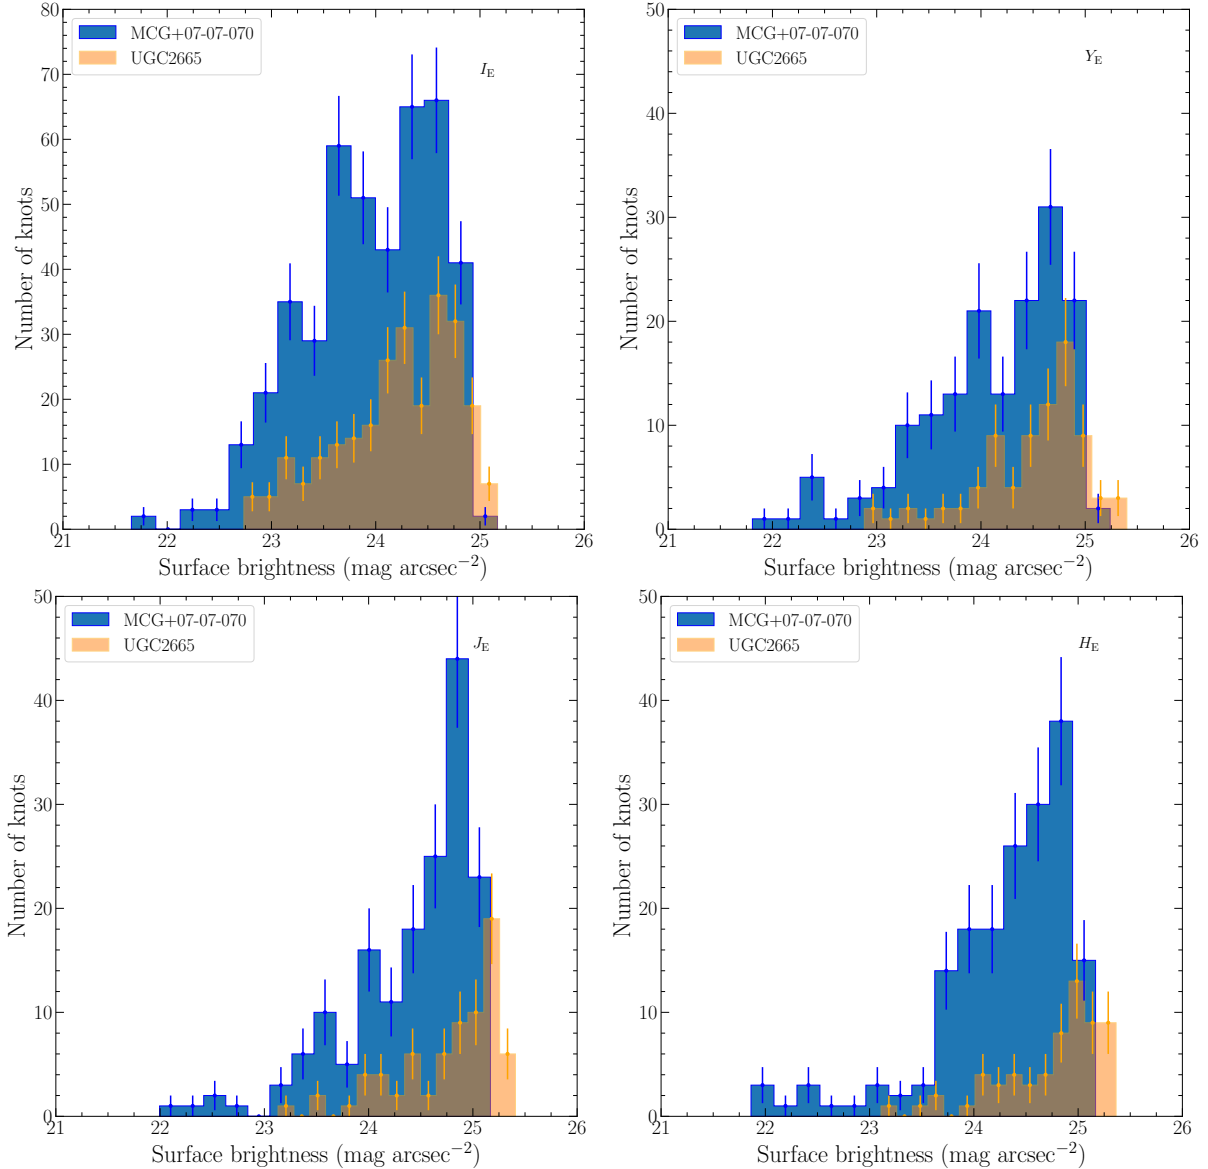 MCG+07-07-070
UGC2665
I_E
Number of knots
80
70
60
50
40
30
20
10
0
21 22 23 24 25 26
Surface brightness (mag arcsec⁻²)
MCG+07-07-070
UGC2665
Y_E
Number of knots
50
40
30
20
10
0
21 22 23 24 25 26
Surface brightness (mag arcsec⁻²)
MCG+07-07-070
UGC2665
J_E
Number of knots
50
40
30
20
10
0
21 22 23 24 25 26
Surface brightness (mag arcsec⁻²)
MCG+07-07-070
UGC2665
H_E
Number of knots
50
40
30
20
10
0
21 22 23 24 25 26
Surface brightness (mag arcsec⁻²)